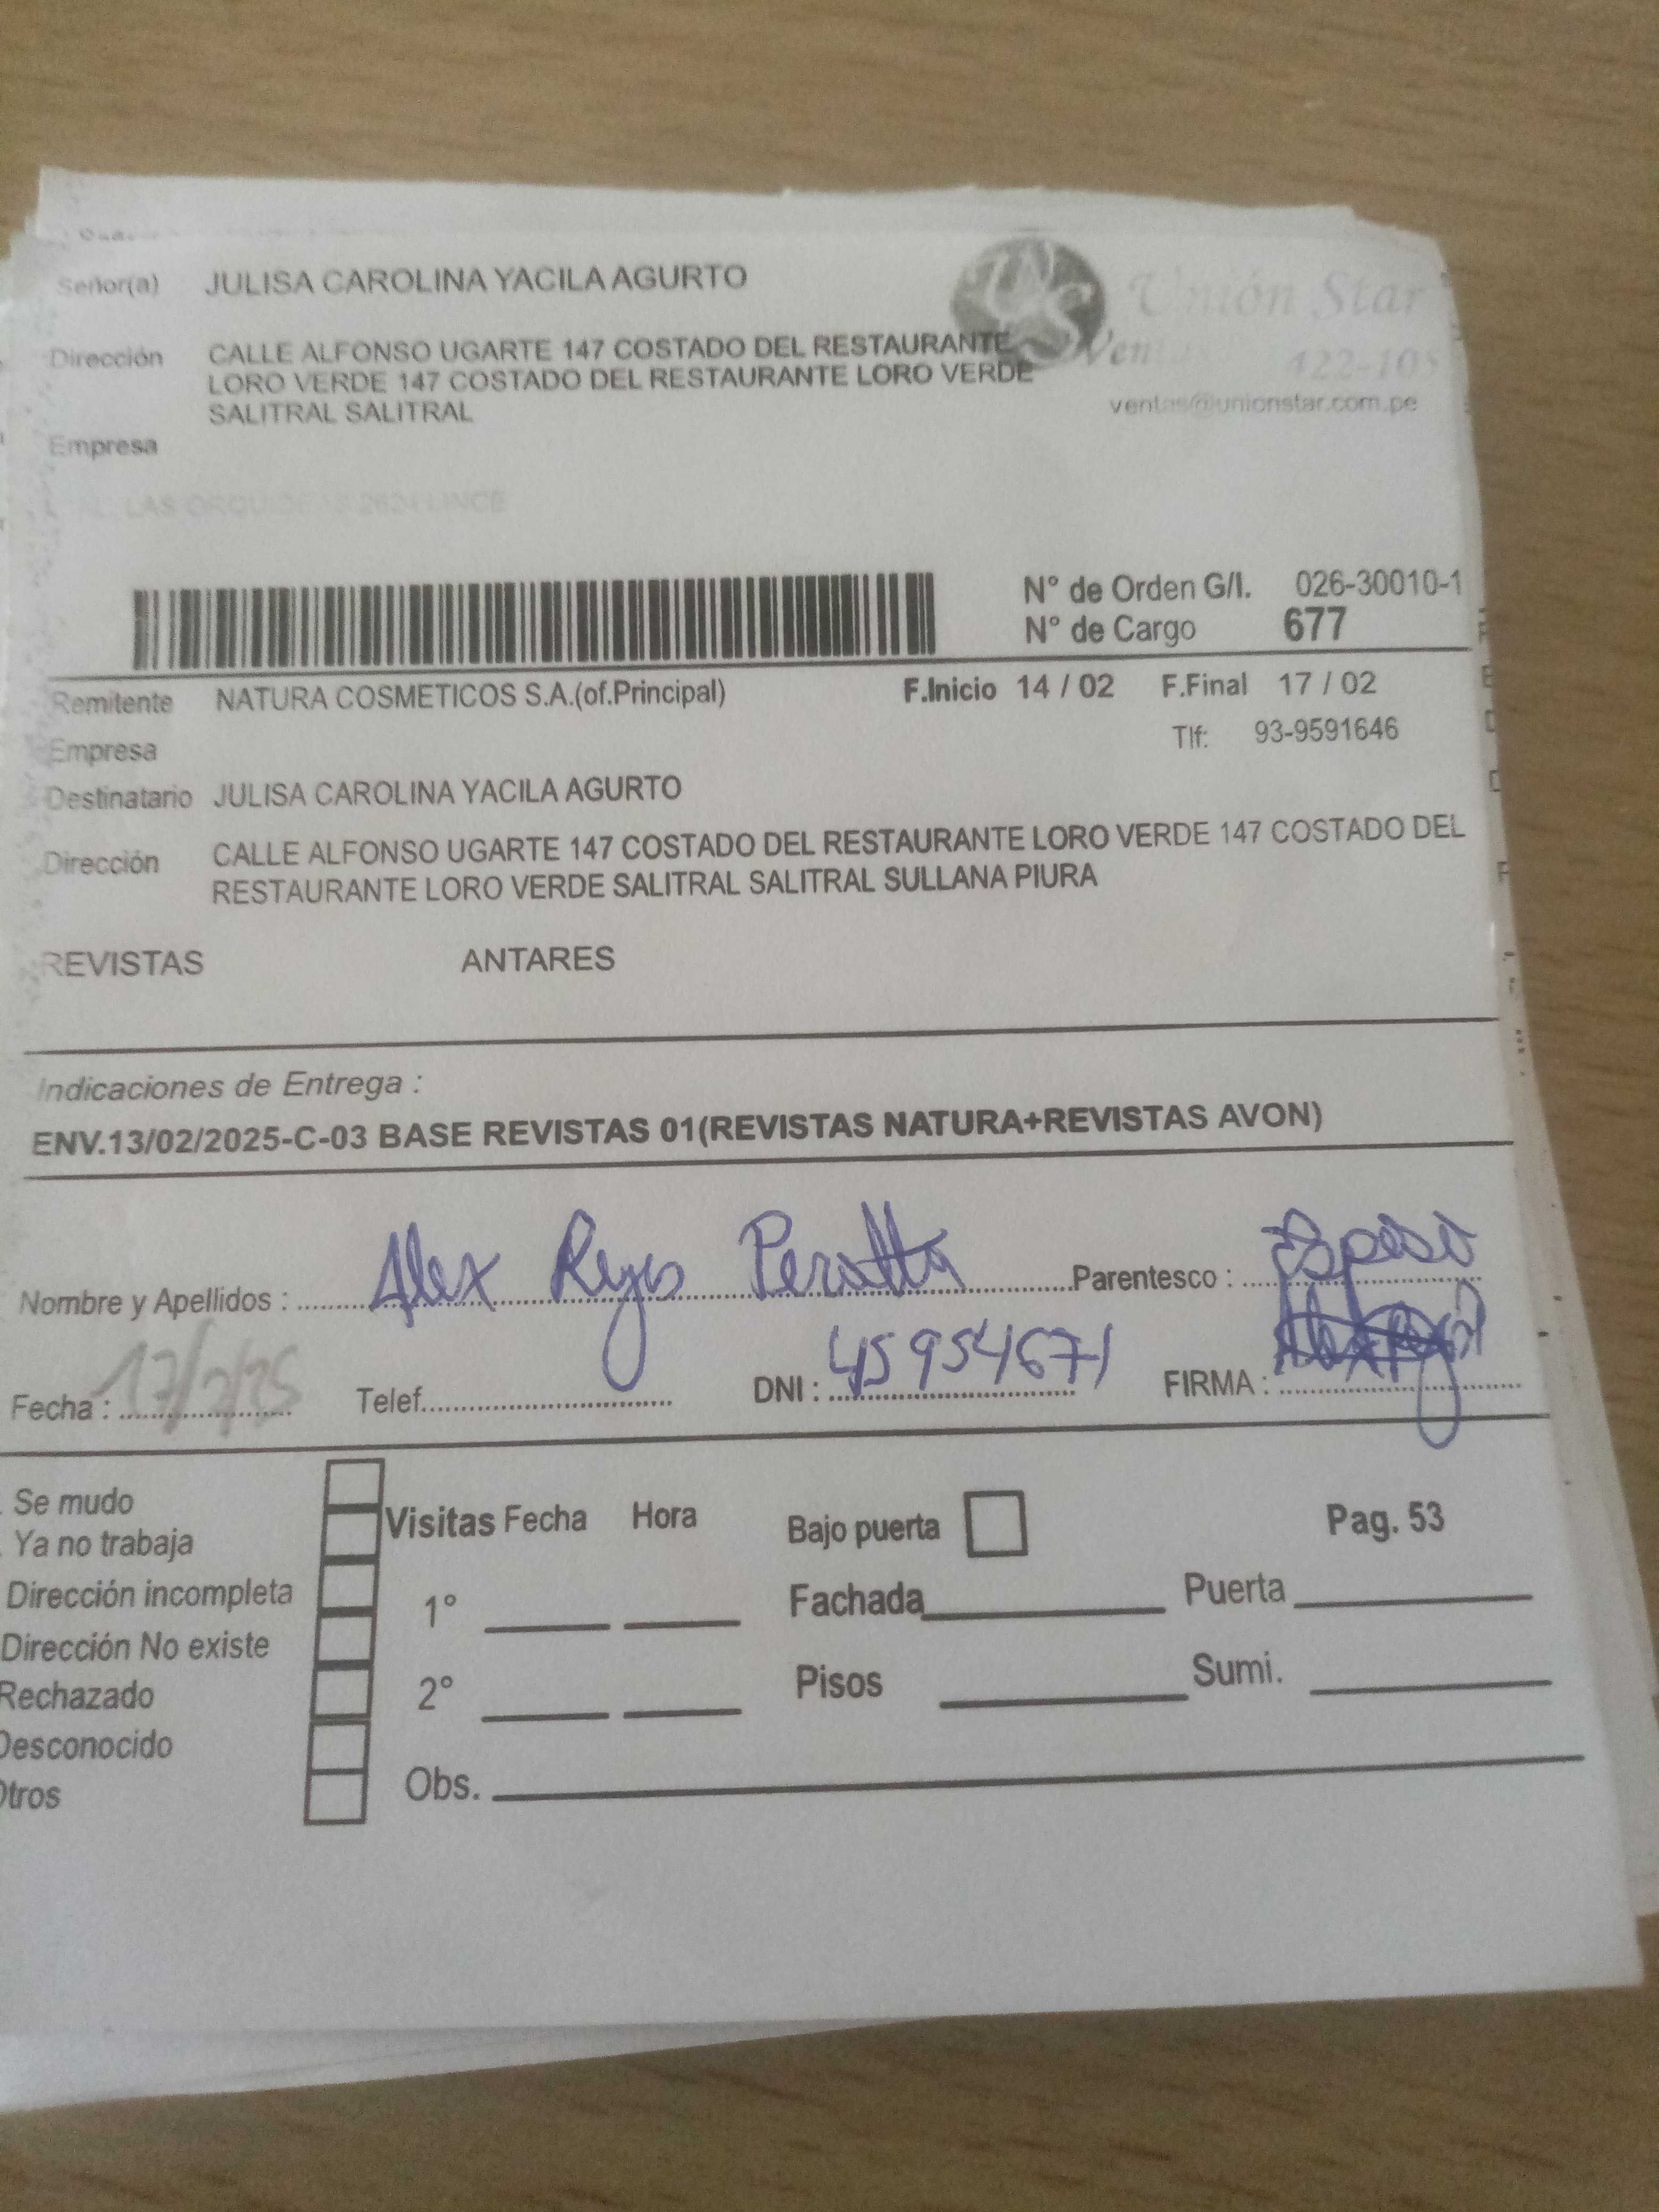 Señor(a) JULISA CAROLINA YACILA AGURTO
Unión Star
Dirección CALLE ALFONSO UGARTE 147 COSTADO DEL RESTAURANTE
LORO VERDE 147 COSTADO DEL RESTAURANTE LORO VERDE
SALITRAL SALITRAL
422-105
ventas@unionstar.com.pe
Empresa
LAS ORQUIDEAS 2624 LINCE
N° de Orden G/I. 026-30010-1
N° de Cargo 677
Remitente NATURA COSMETICOS S.A.(of.Principal) F.Inicio 14 / 02 F.Final 17 / 02
Empresa Tlf: 93-9591646
Destinatario JULISA CAROLINA YACILA AGURTO
Dirección CALLE ALFONSO UGARTE 147 COSTADO DEL RESTAURANTE LORO VERDE 147 COSTADO DEL
RESTAURANTE LORO VERDE SALITRAL SALITRAL SULLANA PIURA
REVISTAS ANTARES
Indicaciones de Entrega :
ENV.13/02/2025-C-03 BASE REVISTAS 01(REVISTAS NATURA+REVISTAS AVON)
Nombre y Apellidos : Alex Reyes Peralta Parentesco : Esposo
Fecha : 17/2/25 Telef. DNI : 45954671 FIRMA :
Se mudo
Ya no trabaja
Dirección incompleta
Dirección No existe
Rechazado
Desconocido
Otros
Visitas Fecha Hora Bajo puerta Pag. 53
1° Fachada Puerta
2° Pisos Sumi.
Obs.